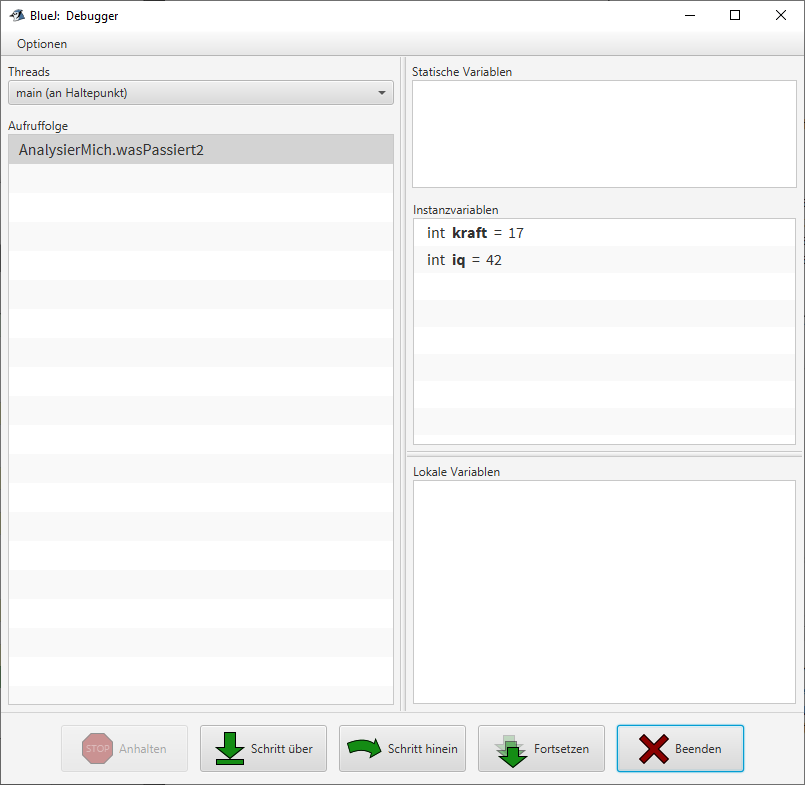 BlueJ: Debugger
Optionen
Threads
main (an Haltepunkt)
Aufruffolge
AnalysierMich.wasPassiert2
Statische Variablen
Instanzvariablen
int kraft = 17
int iq = 42
Lokale Variablen
STOP Anhalten
Schritt über
Schritt hinein
Fortsetzen
Beenden